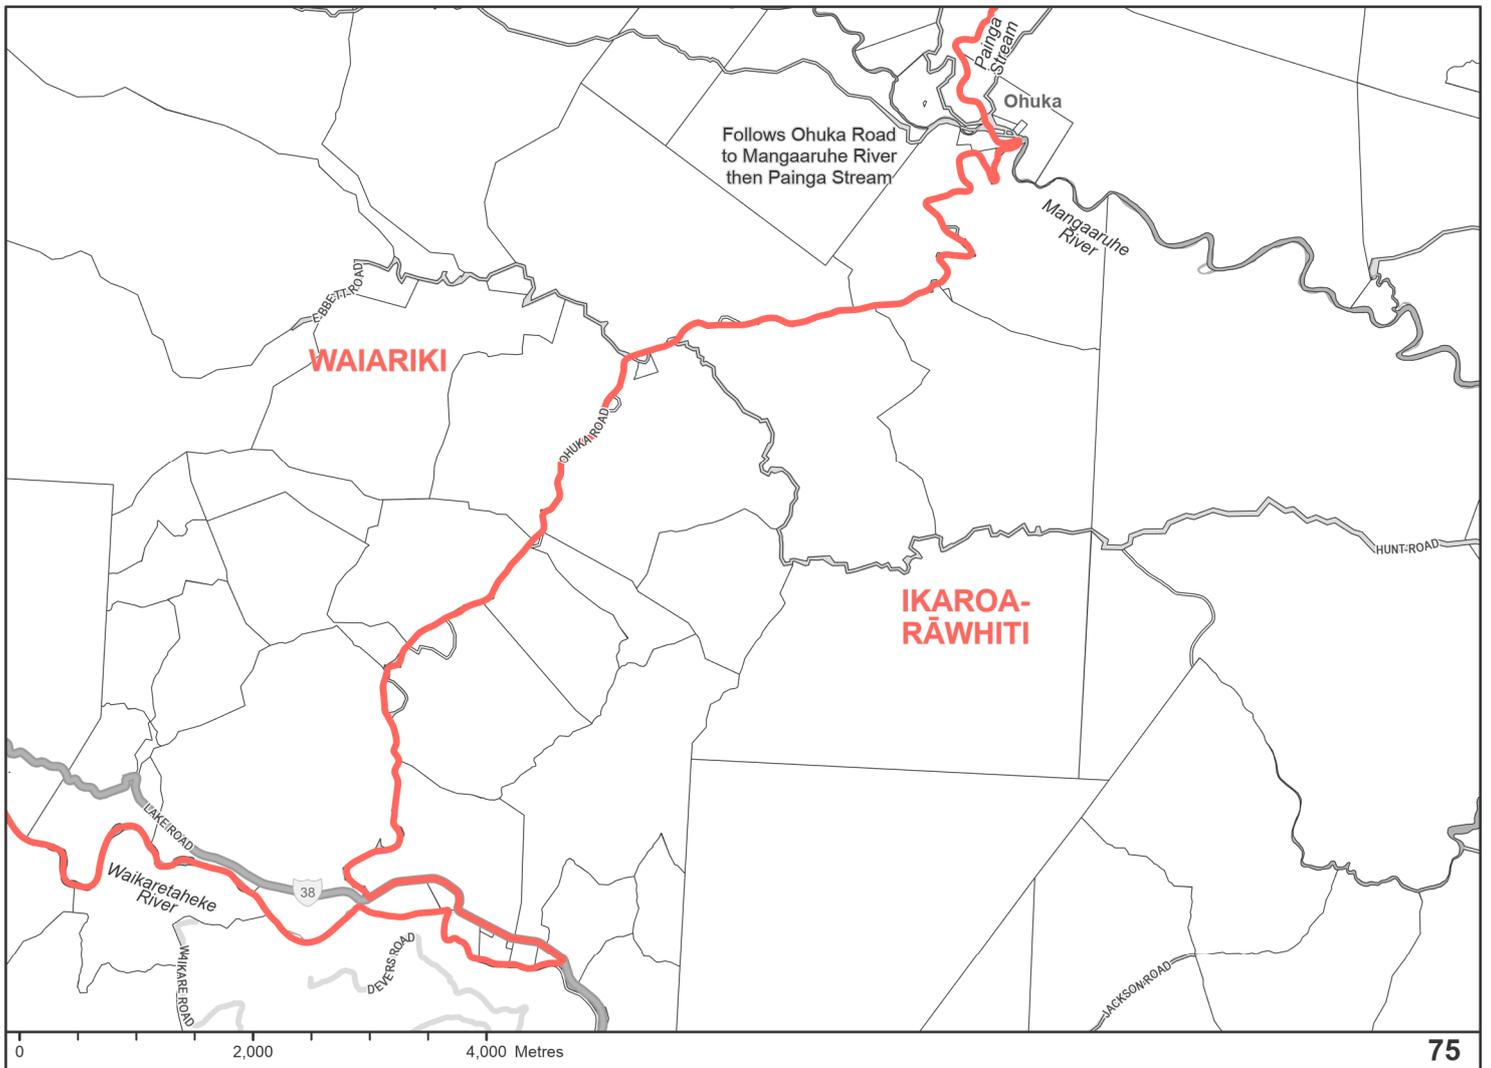 Painga
Stream
Ohuka
Follows Ohuka Road
to Mangaaruhe River
then Painga Stream
Mangaaruhe
River
EBBETT ROAD
WAIARIKI
OHUKA ROAD
HUNT ROAD
IKAROA-
RĀWHITI
LAKE ROAD
Waikaretaheke
River
38
WAIKARE ROAD
DEVERS ROAD
JACKSON ROAD
0 2,000 4,000 Metres
75